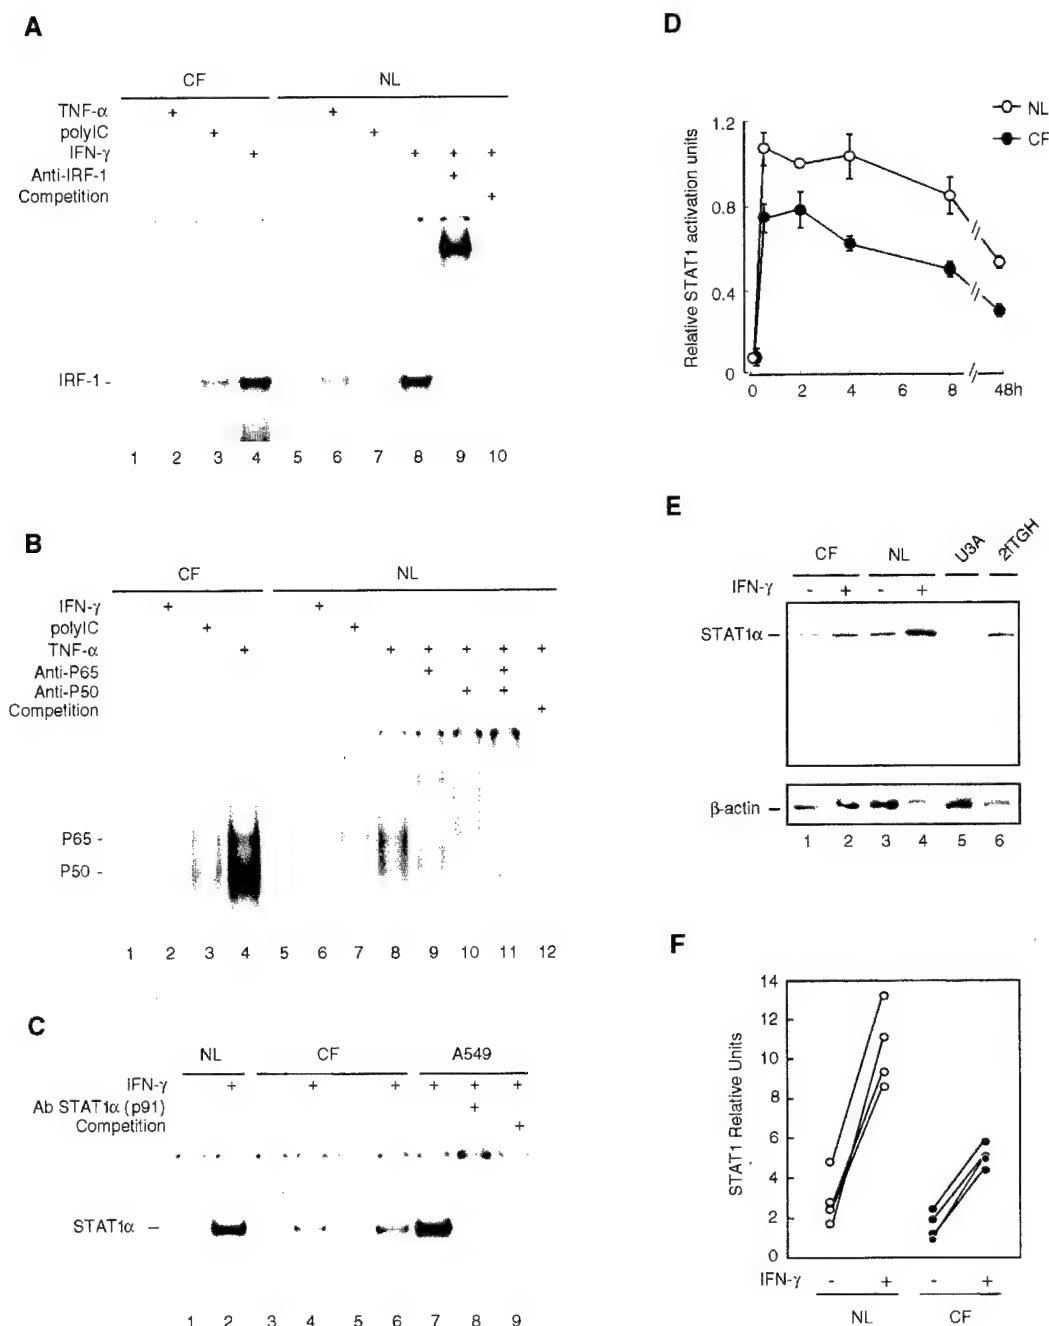 A
CF NL
TNF-α + +
polyIC + +
IFN-γ + + + +
Anti-IRF-1 +
Competition +
IRF-1 -
1 2 3 4 5 6 7 8 9 10
B
CF NL
IFN-γ + +
polyIC + +
TNF-α + + + + + +
Anti-P65 + +
Anti-P50 + +
Competition +
P65 -
P50 -
1 2 3 4 5 6 7 8 9 10 11 12
C
NL CF A549
IFN-γ + + + + + +
Ab STAT1α (p91) +
Competition +
STAT1α –
1 2 3 4 5 6 7 8 9
D
NL
CF
Relative STAT1 activation units
1.2
0.8
0.4
0
0 2 4 6 8 // 48h
E
CF NL U3A 2fTGH
IFN-γ - + - +
STAT1α –
β-actin –
1 2 3 4 5 6
F
STAT1 Relative Units
14
12
10
8
6
4
2
0
IFN-γ - + - +
NL CF